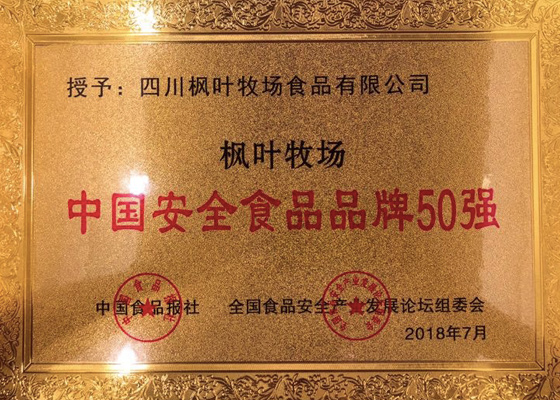 授予：四川枫叶牧场食品有限公司
枫叶牧场
中国安全食品品牌50强
中国食品报社 全国食品安全产业发展论坛组委会
2018年7月